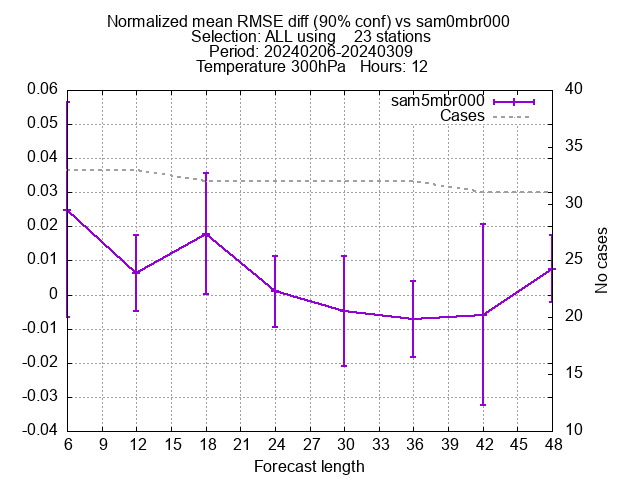 Normalized mean RMSE diff (90% conf) vs sam0mbr000
Selection: ALL using    23 stations
Period: 20240206-20240309
Temperature 300hPa   Hours: 12
sam5mbr000
Cases
0.06
0.05
0.04
0.03
0.02
0.01
0
-0.01
-0.02
-0.03
-0.04
40
35
30
25
20
15
10
No cases
6 9 12 15 18 21 24 27 30 33 36 39 42 45 48
Forecast length